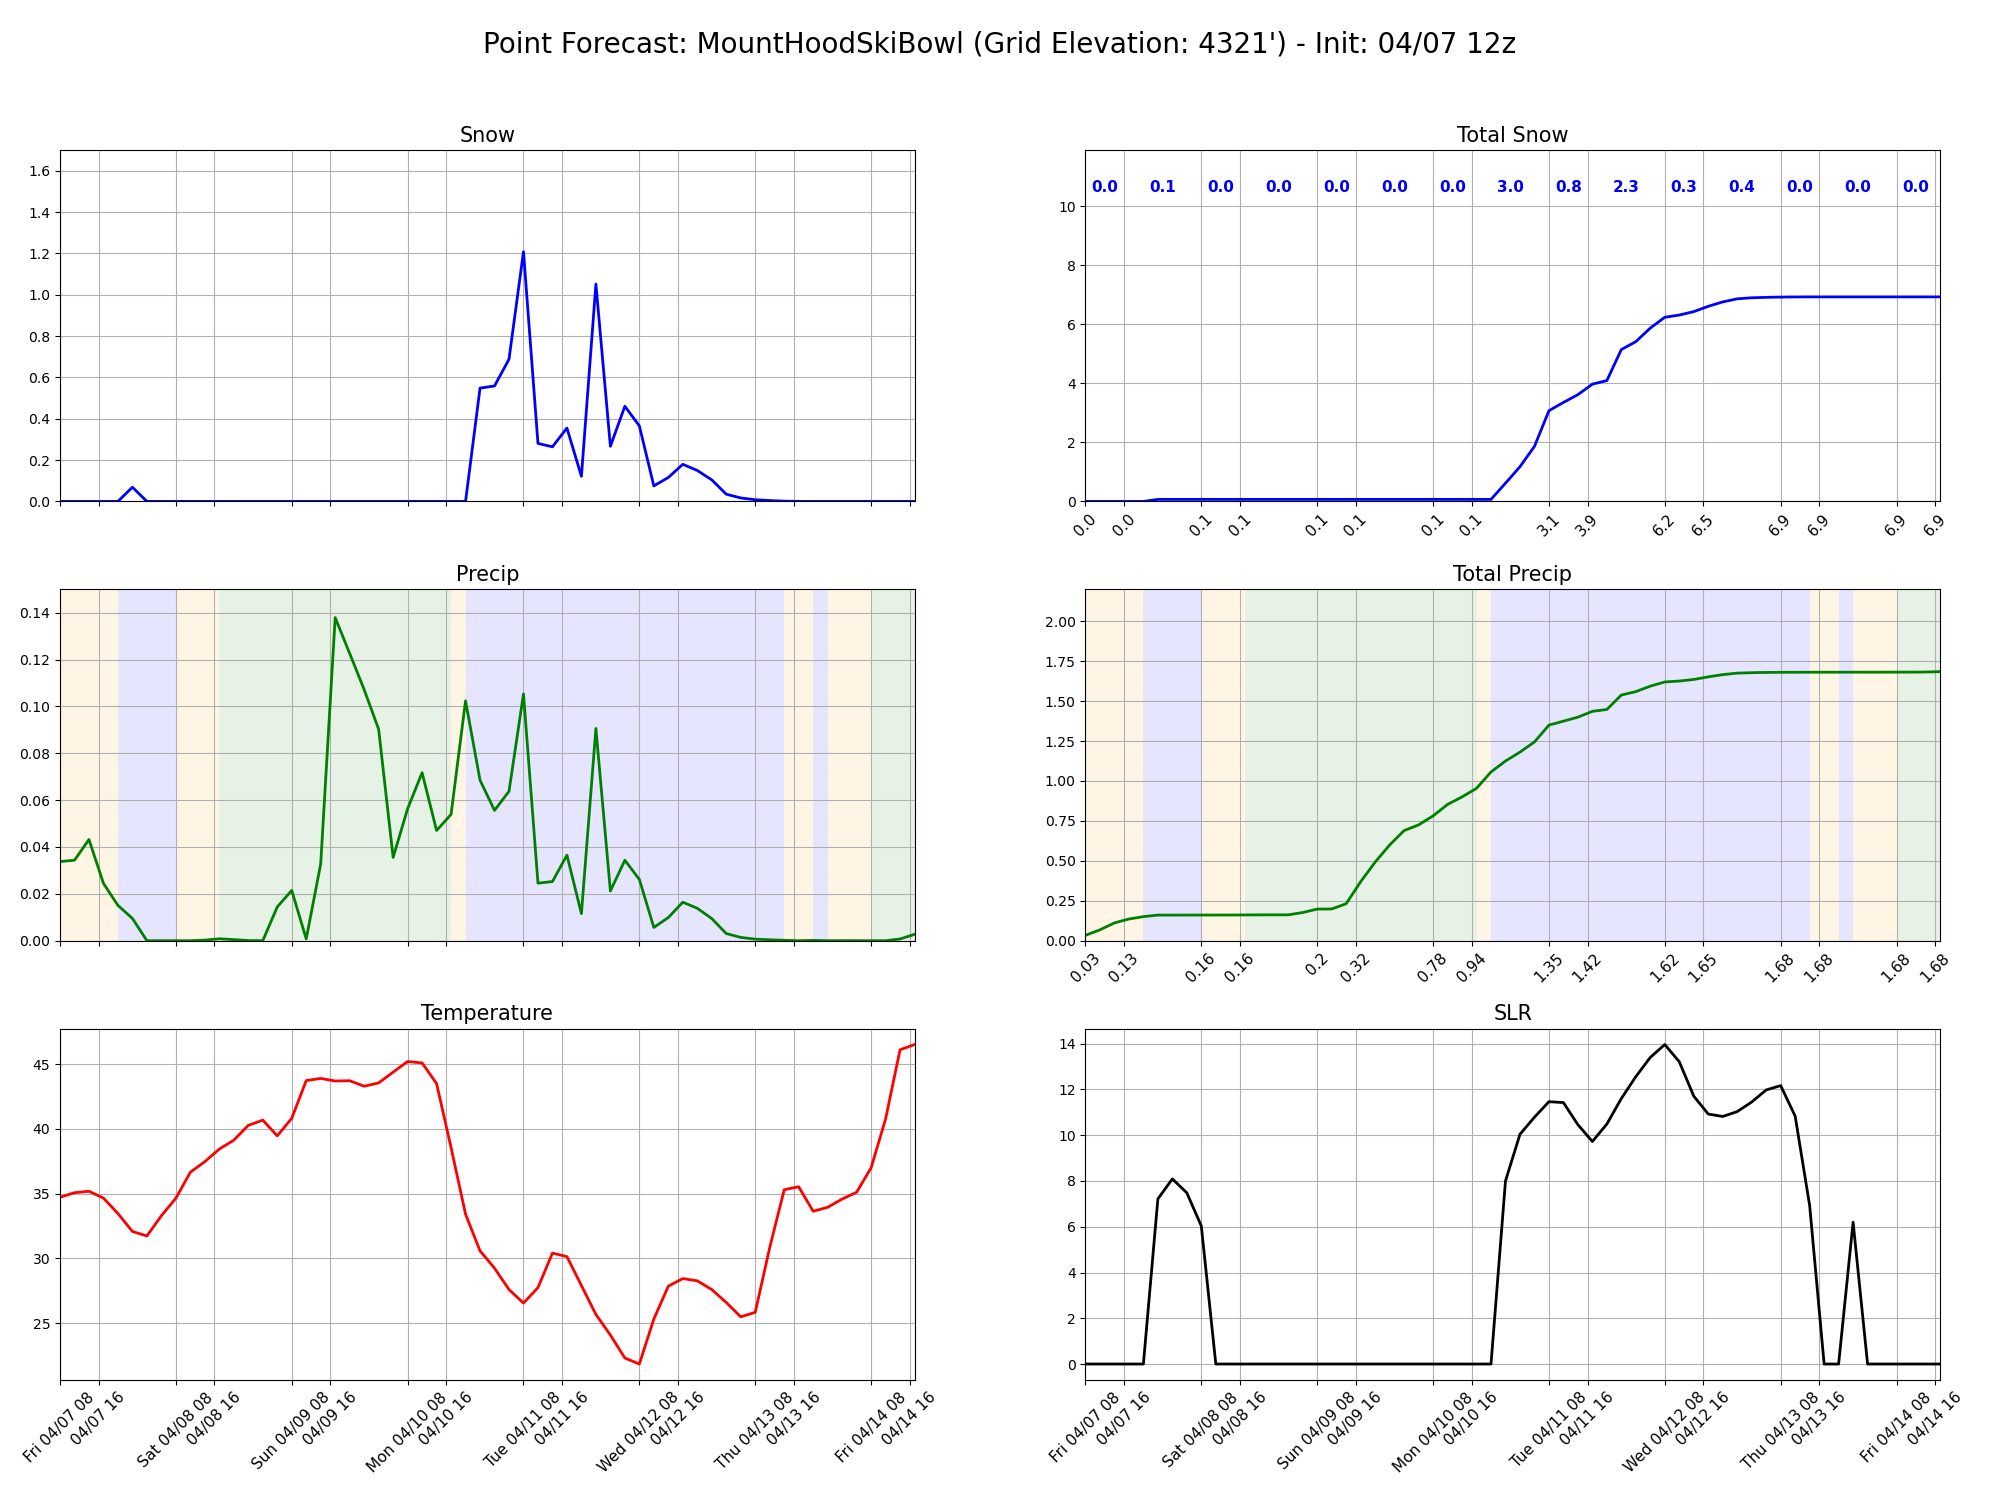 Point Forecast: MountHoodSkiBowl (Grid Elevation: 4321') - Init: 04/07 12z
Snow
1.6
1.4
1.2
1.0
0.8
0.6
0.4
0.2
0.0
Total Snow
0.0 0.1 0.0 0.0 0.0 0.0 0.0 3.0 0.8 2.3 0.3 0.4 0.0 0.0 0.0
10
8
6
4
2
0
0.0 0.0 0.1 0.1 0.1 0.1 0.1 0.1 3.1 3.9 6.2 6.5 6.9 6.9 6.9 6.9
Precip
0.14
0.12
0.10
0.08
0.06
0.04
0.02
0.00
Total Precip
2.00
1.75
1.50
1.25
1.00
0.75
0.50
0.25
0.00
0.03 0.13 0.16 0.16 0.2 0.32 0.78 0.94 1.35 1.42 1.62 1.65 1.68 1.68 1.68 1.68
Temperature
45
40
35
30
25
Fri 04/07 08
04/07 16
Sat 04/08 08
04/08 16
Sun 04/09 08
04/09 16
Mon 04/10 08
04/10 16
Tue 04/11 08
04/11 16
Wed 04/12 08
04/12 16
Thu 04/13 08
04/13 16
Fri 04/14 08
04/14 16
SLR
14
12
10
8
6
4
2
0
Fri 04/07 08
04/07 16
Sat 04/08 08
04/08 16
Sun 04/09 08
04/09 16
Mon 04/10 08
04/10 16
Tue 04/11 08
04/11 16
Wed 04/12 08
04/12 16
Thu 04/13 08
04/13 16
Fri 04/14 08
04/14 16